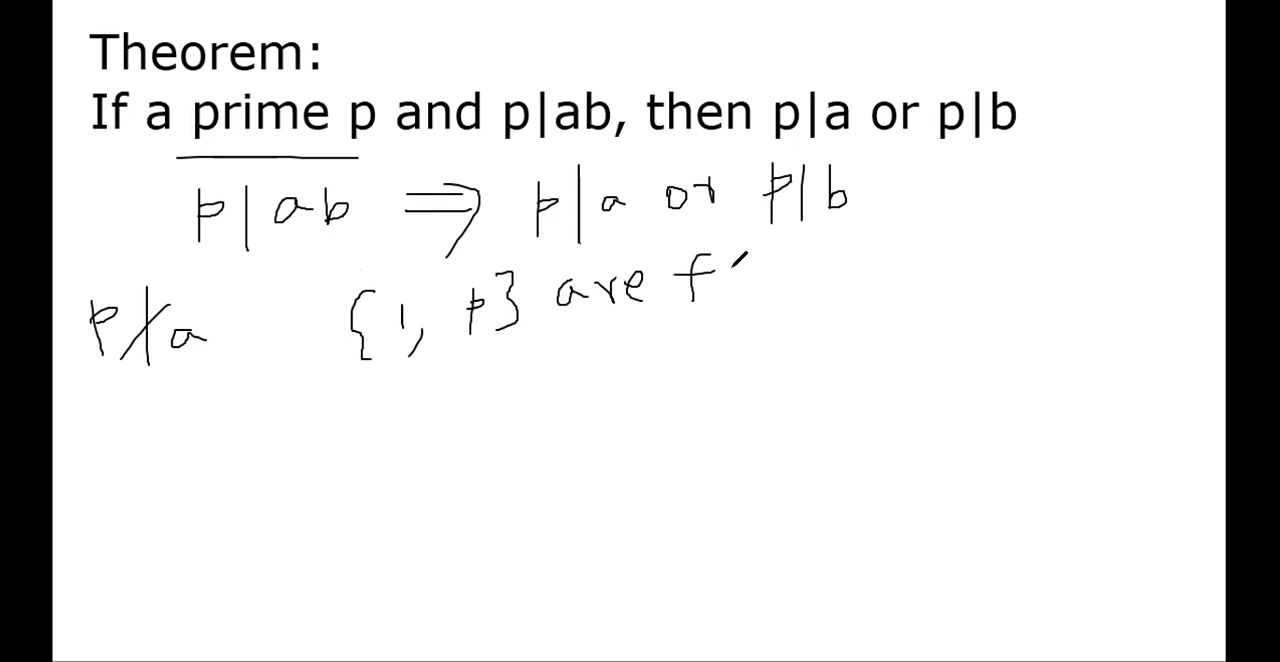 Theorem:
If a prime p and p|ab, then p|a or p|b
p|ab ⇒ p|a or p|b
p∤a {1, p} are f